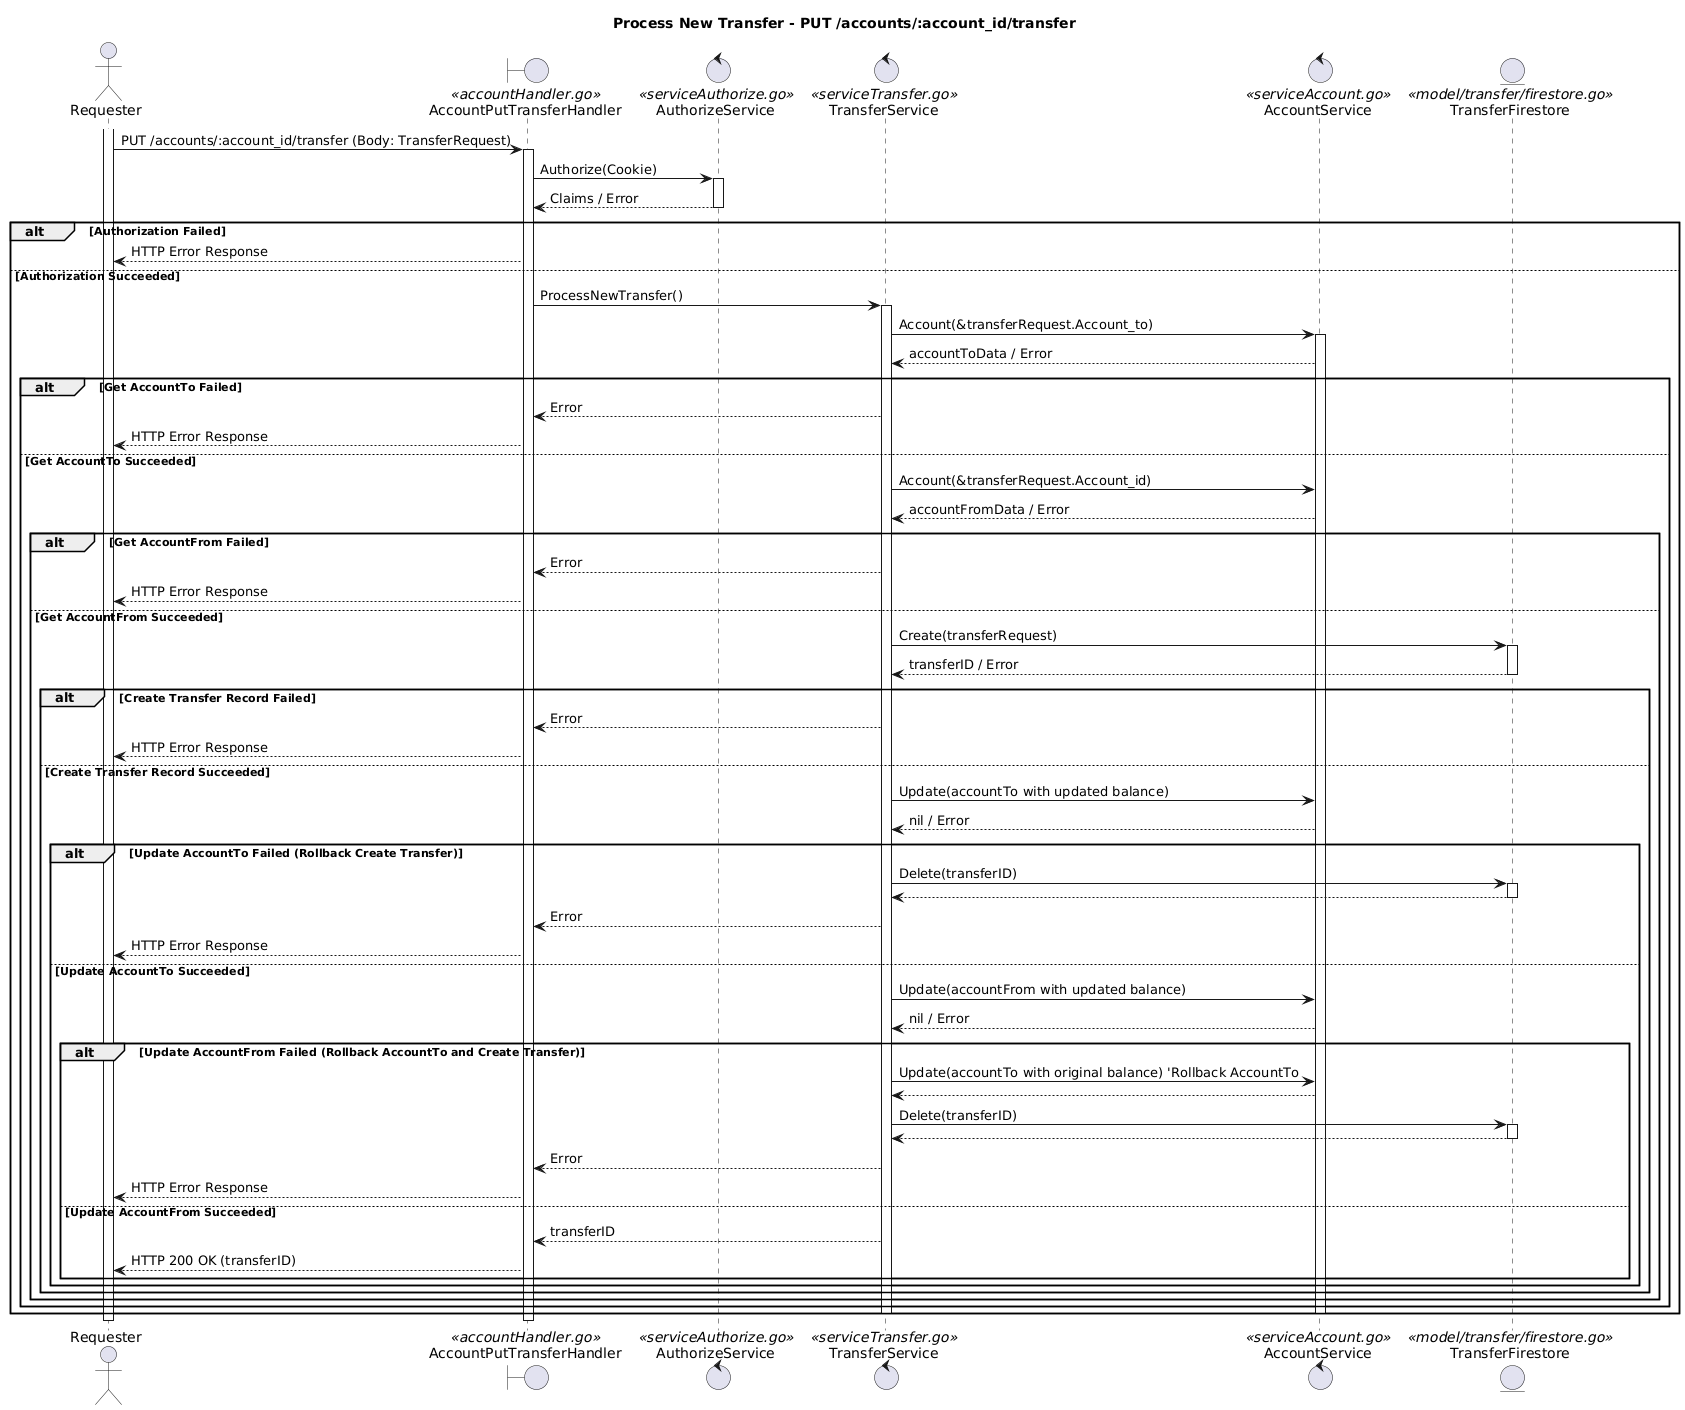 Process New Transfer - PUT /accounts/:account_id/transfer
«accountHandler.go» «serviceAuthorize.go» «serviceTransfer.go» «serviceAccount.go» «model/transfer/firestore.go»
Requester AccountPutTransferHandler AuthorizeService TransferService AccountService TransferFirestore
PUT /accounts/:account_id/transfer (Body: TransferRequest)
Authorize(Cookie)
Claims / Error
alt [Authorization Failed]
HTTP Error Response
[Authorization Succeeded]
ProcessNewTransfer()
Account(&transferRequest.Account_to)
accountToData / Error
alt [Get AccountTo Failed]
Error
HTTP Error Response
[Get AccountTo Succeeded]
Account(&transferRequest.Account_id)
accountFromData / Error
alt [Get AccountFrom Failed]
Error
HTTP Error Response
[Get AccountFrom Succeeded]
Create(transferRequest)
transferID / Error
alt [Create Transfer Record Failed]
Error
HTTP Error Response
[Create Transfer Record Succeeded]
Update(accountTo with updated balance)
nil / Error
alt [Update AccountTo Failed (Rollback Create Transfer)]
Delete(transferID)
Error
HTTP Error Response
[Update AccountTo Succeeded]
Update(accountFrom with updated balance)
nil / Error
alt [Update AccountFrom Failed (Rollback AccountTo and Create Transfer)]
Update(accountTo with original balance) 'Rollback AccountTo
Delete(transferID)
Error
HTTP Error Response
[Update AccountFrom Succeeded]
transferID
HTTP 200 OK (transferID)
Requester «accountHandler.go» «serviceAuthorize.go» «serviceTransfer.go» «serviceAccount.go» «model/transfer/firestore.go»
AccountPutTransferHandler AuthorizeService TransferService AccountService TransferFirestore